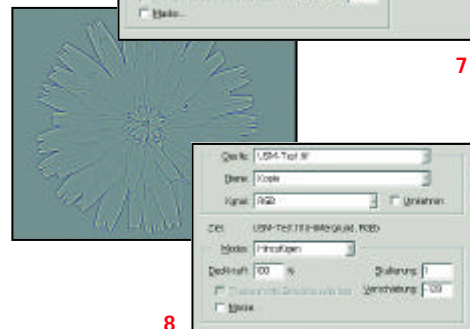 Maske...
7
Quelle: USM-Test.tif
Ebene: Kopie
Kanal: RGB Umkehren
Ziel: USM-Test.tif (Hintergrund, RGB)
Modus: Hinzufügen
Deckkraft: 100 % Skalierung: 1
Verschiebung: -128
Maske...
8